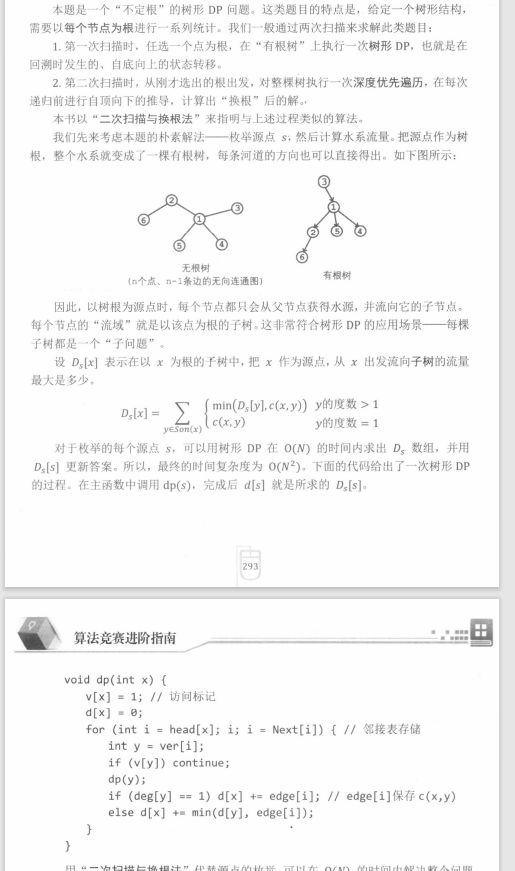 本题是一个“不定根”的树形 DP 问题。这类题目的特点是，给定一个树形结构，
需要以每个节点为根进行一系列统计。我们一般通过两次扫描来求解此类题目：
1. 第一次扫描时，任选一个点为根，在“有根树”上执行一次树形 DP，也就是在
回溯时发生的、自底向上的状态转移。
2. 第二次扫描时，从刚才选出的根出发，对整棵树执行一次深度优先遍历，在每次
递归前进行自顶向下的推导，计算出“换根”后的解。
本书以“二次扫描与换根法”来指明与上述过程类似的算法。
我们先来考虑本题的朴素解法——枚举源点 s，然后计算水系流量。把源点作为树
根，整个水系就变成了一棵有根树，每条河道的方向也可以直接得出。如下图所示：
2 3 6 1 5 4
3 1 2 5 4 6
无根树
(n个点、n-1条边的无向连通图)
有根树
因此，以树根为源点时，每个节点都只会从父节点获得水源，并流向它的子节点。
每个节点的“流域”就是以该点为根的子树。这非常符合树形 DP 的应用场景——每棵
子树都是一个“子问题”。
设 Dₛ[x] 表示在以 x 为根的子树中，把 x 作为源点，从 x 出发流向子树的流量
最大是多少。
Dₛ[x] = ∑ y∈Son(x) { min(Dₛ[y], c(x,y)) y的度数 > 1
c(x,y) y的度数 = 1
对于枚举的每个源点 s，可以用树形 DP 在 O(N) 的时间内求出 Dₛ 数组，并用
Dₛ[s] 更新答案。所以，最终的时间复杂度为 O(N²)。下面的代码给出了一次树形 DP
的过程。在主函数中调用 dp(s)，完成后 d[s] 就是所求的 Dₛ[s]。
293
算法竞赛进阶指南
void dp(int x) {
v[x] = 1; // 访问标记
d[x] = 0;
for (int i = head[x]; i; i = Next[i]) { // 邻接表存储
int y = ver[i];
if (v[y]) continue;
dp(y);
if (deg[y] == 1) d[x] += edge[i]; // edge[i]保存 c(x,y)
else d[x] += min(d[y], edge[i]);
}
}
用“二次扫描与换根法”代替源点的枚举，可以在 O(N) 的时间内解决整个问题